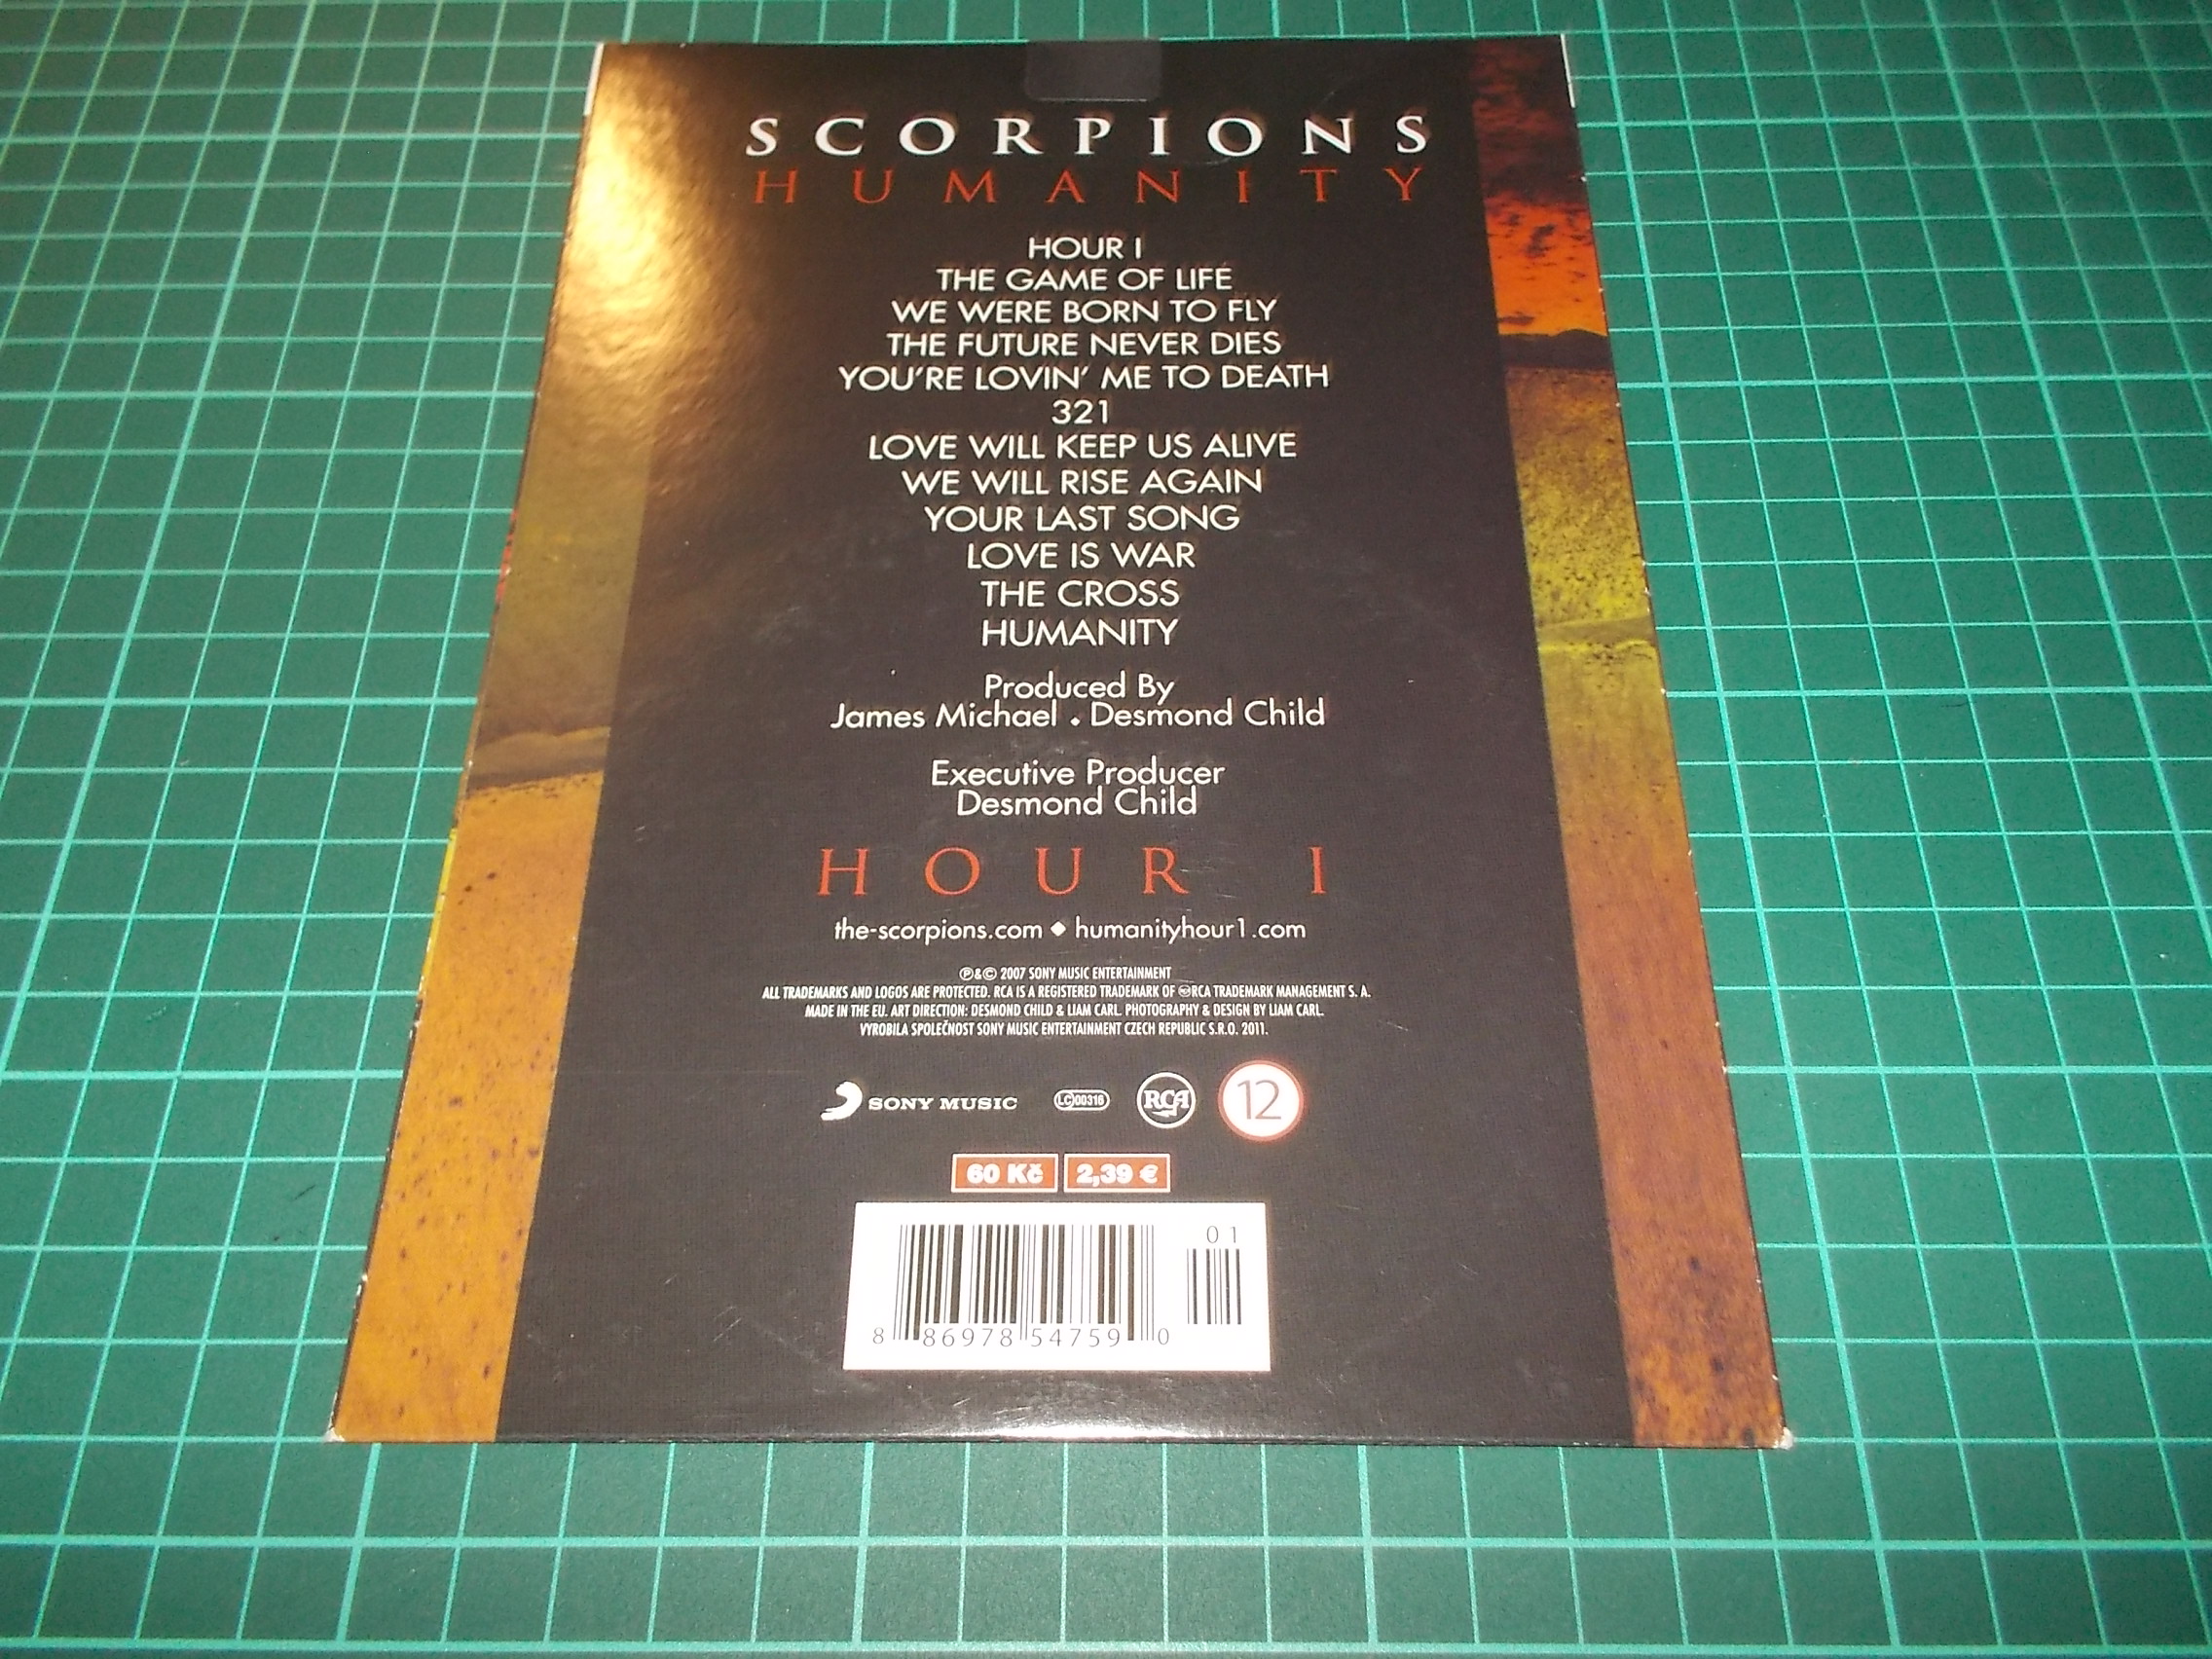 SCORPIONS
HUMANITY
HOUR I
THE GAME OF LIFE
WE WERE BORN TO FLY
THE FUTURE NEVER DIES
YOU'RE LOVIN' ME TO DEATH
321
LOVE WILL KEEP US ALIVE
WE WILL RISE AGAIN
YOUR LAST SONG
LOVE IS WAR
THE CROSS
HUMANITY
Produced By
James Michael • Desmond Child
Executive Producer
Desmond Child
HOUR I
the-scorpions.com ◆ humanityhour1.com
℗&© 2007 SONY MUSIC ENTERTAINMENT
ALL TRADEMARKS AND LOGOS ARE PROTECTED. RCA IS A REGISTERED TRADEMARK OF RCA TRADEMARK MANAGEMENT S. A.
MADE IN THE EU. ART DIRECTION: DESMOND CHILD & LIAM CARL. PHOTOGRAPHY & DESIGN BY LIAM CARL.
VYROBILA SPOLEČNOST SONY MUSIC ENTERTAINMENT CZECH REPUBLIC S.R.O. 2011.
SONY MUSIC LC 00316 RCA 12
60 Kč 2,39 €
01
8 86978 54759 0